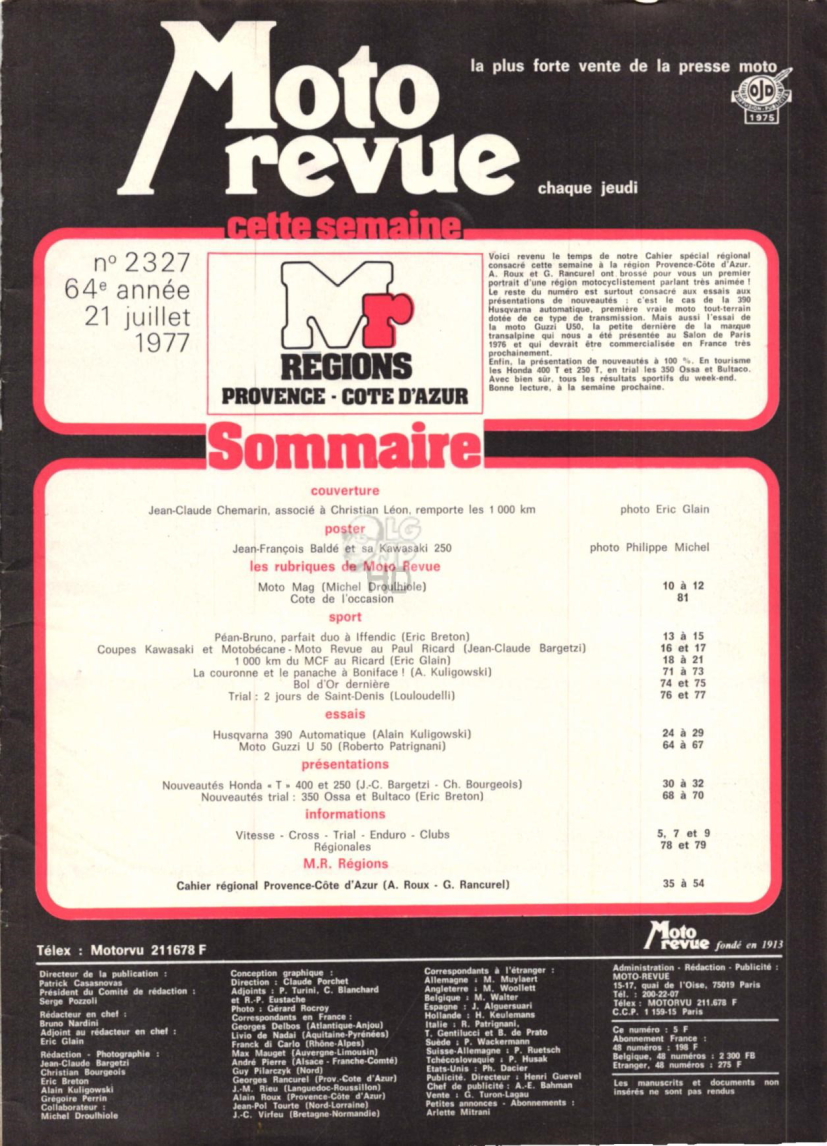 Moto revue
la plus forte vente de la presse moto
OJD
1975
chaque jeudi
cette semaine
nº 2327
64e année
21 juillet
1977
Mr
REGIONS
PROVENCE - COTE D'AZUR
Voici revenu le temps de notre Cahier spécial régional
consacré cette semaine à la région Provence-Côte d'Azur.
A. Roux et G. Rancurel ont brossé pour vous un premier
portrait d'une région motocyclistement parlant très animée !
Le reste du numéro est surtout consacré aux essais aux
présentations de nouveautés : c'est le cas de la 390
Husqvarna automatique, première vraie moto tout-terrain
dotée de ce type de transmission. Mais aussi l'essai de
la moto Guzzi U50, la petite dernière de la marque
transalpine qui nous a été présentée au Salon de Paris
1976 et qui devrait être commercialisée en France très
prochainement.
Enfin, la présentation de nouveautés à 100 %. En tourisme
les Honda 400 T et 250 T, en trial les 350 Ossa et Bultaco.
Avec bien sûr, tous les résultats sportifs du week-end.
Bonne lecture, à la semaine prochaine.
Sommaire
couverture
Jean-Claude Chemarin, associé à Christian Léon, remporte les 1 000 km photo Eric Glain
poster
Jean-François Baldé et sa Kawasaki 250 photo Philippe Michel
les rubriques de Moto Revue
Moto Mag (Michel Droulhiole) 10 à 12
Cote de l'occasion 81
sport
Péan-Bruno, parfait duo à Iffendic (Eric Breton) 13 à 15
Coupes Kawasaki et Motobécane - Moto Revue au Paul Ricard (Jean-Claude Bargetzi) 16 et 17
1 000 km du MCF au Ricard (Eric Glain) 18 à 21
La couronne et le panache à Boniface ! (A. Kuligowski) 71 à 73
Bol d'Or dernière 74 et 75
Trial : 2 jours de Saint-Denis (Louloudelli) 76 et 77
essais
Husqvarna 390 Automatique (Alain Kuligowski) 24 à 29
Moto Guzzi U 50 (Roberto Patrignani) 64 à 67
présentations
Nouveautés Honda « T » 400 et 250 (J.-C. Bargetzi - Ch. Bourgeois) 30 à 32
Nouveautés trial : 350 Ossa et Bultaco (Eric Breton) 68 à 70
informations
Vitesse - Cross - Trial - Enduro - Clubs 5, 7 et 9
Régionales 78 et 79
M.R. Régions
Cahier régional Provence-Côte d'Azur (A. Roux - G. Rancurel) 35 à 54
Télex : Motorvu 211678 F
Moto revue fondé en 1913
Directeur de la publication :
Patrick Casasnovas
Président du Comité de rédaction :
Serge Pozzoli
Rédacteur en chef :
Bruno Nardini
Adjoint au rédacteur en chef :
Eric Glain
Rédaction - Photographie :
Jean-Claude Bargetzi
Christian Bourgeois
Eric Breton
Alain Kuligowski
Grégoire Perrin
Collaborateur :
Michel Droulhiole
Conception graphique :
Direction : Claude Porchet
Adjoints : P. Turini, C. Blanchard
et R.-P. Eustache
Photo : Gérard Rocroy
Correspondants en France :
Georges Delbos (Atlantique-Anjou)
Livio de Nadai (Aquitaine-Pyrénées)
Franck di Carlo (Rhône-Alpes)
Max Mauget (Auvergne-Limousin)
André Pierre (Alsace - Franche-Comté)
Guy Pilarczyk (Nord)
Georges Rancurel (Prov.-Cote d'Azur)
J.-M. Rieu (Languedoc-Roussillon)
Alain Roux (Provence-Côte d'Azur)
Jean-Pol Tourte (Nord-Lorraine)
J.-C. Virfeu (Bretagne-Normandie)
Correspondants à l'étranger :
Allemagne : M. Muylaert
Angleterre : M. Woollett
Belgique : M. Walter
Espagne : J. Alguersuari
Hollande : H. Keulemans
Italie : R. Patrignani,
T. Gentilucci et B. de Prato
Suède : P. Wackermann
Suisse-Allemagne : P. Ruetsch
Tchécoslovaquie : P. Husak
Etats-Unis : Ph. Dacier
Publicité. Directeur : Henri Guevel
Chef de publicité : A.-E. Bahman
Vente : G. Turon-Lagau
Petites annonces - Abonnements :
Arlette Mitrani
Administration - Rédaction - Publicité :
MOTO-REVUE
15-17, quai de l'Oise, 75019 Paris
Tél. : 200-22-07
Télex : MOTORVU 211.678 F
C.C.P. 1 159-15 Paris
Ce numéro : 5 F
Abonnement France :
48 numéros : 198 F
Belgique, 48 numéros : 2 300 FB
Etranger, 48 numéros : 275 F
Les manuscrits et documents non
insérés ne sont pas rendus